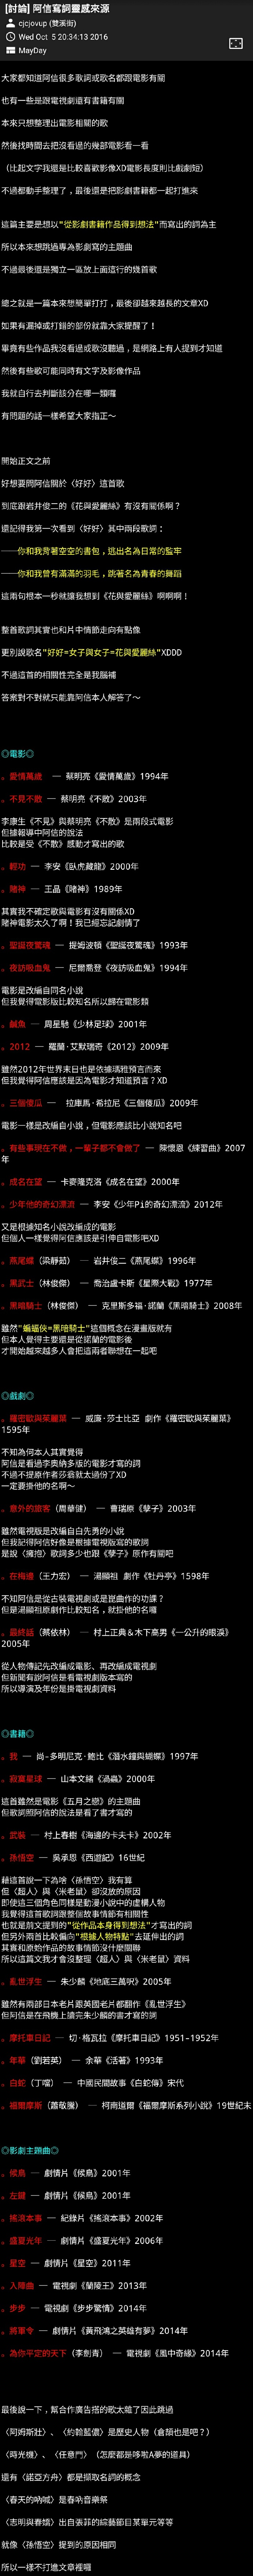 [討論] 阿信寫詞靈感來源
cjcjovup (雙溪街)
Wed Oct  5 20:34:13 2016
MayDay
大家都知道阿信很多歌詞或歌名都跟電影有關
也有一些是跟電視劇還有書籍有關
本來只想整理出電影相關的歌
然後找時間去把沒看過的幾部電影看一看
（比起文字我還是比較喜歡影像XD電影長度則比戲劇短）
不過都動手整理了，最後還是把影劇書籍都一起打進來
這篇主要是想以"從影劇書籍作品得到想法"而寫出的詞為主
所以本來想跳過專為影劇寫的主題曲
不過最後還是獨立一區放上面這行的幾首歌
總之就是一篇本來想簡單打打，最後卻越來越長的文章XD
如果有漏掉或打錯的部份就靠大家提醒了！
畢竟有些作品我沒看過或歌沒聽過，是網路上有人提到才知道
然後有些歌可能同時有文字及影像作品
我就自行去判斷該分在哪一類囉
有問題的話一樣希望大家指正～
開始正文之前
好想要問阿信關於〈好好〉這首歌
到底跟岩井俊二的《花與愛麗絲》有沒有關係啊？
還記得我第一次看到〈好好〉其中兩段歌詞：
──你和我背著空空的書包，逃出名為日常的監牢
──你和我曾有滿滿的羽毛，跳著名為青春的舞蹈
這兩句根本一秒就讓我想到《花與愛麗絲》啊啊啊！
整首歌詞其實也和片中情節走向有點像
更別說歌名"好好=女子與女子=花與愛麗絲"XDDD
不過這首的相關性完全是我腦補
答案對不對就只能靠阿信本人解答了～
◎電影◎
。愛情萬歲 — 蔡明亮《愛情萬歲》1994年
。不見不散 — 蔡明亮《不散》2003年
李康生《不見》與蔡明亮《不散》是兩段式電影
但據報導中阿信的說法
比較是受《不散》感動才寫出的歌
。輕功 — 李安《臥虎藏龍》2000年
。賭神 — 王晶《賭神》1989年
其實我不確定歌與電影有沒有關係XD
賭神電影太久了啊！我已經忘記劇情了
。聖誕夜驚魂 — 提姆波頓《聖誕夜驚魂》1993年
。夜訪吸血鬼 — 尼爾喬登《夜訪吸血鬼》1994年
電影是改編自同名小說
但我覺得電影版比較知名所以歸在電影類
。鹹魚 — 周星馳《少林足球》2001年
。2012 — 羅蘭·艾默瑞奇《2012》2009年
雖然2012年世界末日也是依據瑪雅預言而來
但我覺得阿信應該是因為電影才知道預言？XD
。三個傻瓜 — 拉庫馬·希拉尼《三個傻瓜》2009年
電影一樣是改編自小說，但電影應該比小說知名吧
。有些事現在不做，一輩子都不會做了 — 陳懷恩《練習曲》2007
年
。成名在望 — 卡麥隆克洛《成名在望》2000年
。少年他的奇幻漂流 — 李安《少年Pi的奇幻漂流》2012年
又是根據知名小說改編成的電影
但個人一樣覺得阿信應該是引伸自電影吧XD
。燕尾蝶（梁靜茹） — 岩井俊二《燕尾蝶》1996年
。黑武士（林俊傑） — 喬治盧卡斯《星際大戰》1977年
。黑暗騎士（林俊傑） — 克里斯多福·諾蘭《黑暗騎士》2008年
雖然"蝙蝠俠=黑暗騎士"這個概念在漫畫版就有
但本人覺得主要還是從諾蘭的電影後
才開始越來越多人會把這兩者聯想在一起吧
◎戲劇◎
。羅密歐與茱麗葉 — 威廉·莎士比亞 劇作《羅密歐與茱麗葉》
1595年
不知為何本人其實覺得
阿信是看過李奧納多版的電影才寫的詞
不過不提原作者莎翁就太過份了XD
一定要掛他的名啊～
。意外的旅客（周華健） — 曹瑞原《孽子》2003年
雖然電視版是改編自白先勇的小說
但我記得阿信好像是根據電視版寫的歌詞
是說〈擁抱〉歌詞多少也跟《孽子》原作有關吧
。在梅邊（王力宏） — 湯顯祖 劇作《牡丹亭》1598年
不知阿信是從古裝電視劇或是崑曲作的功課？
但是湯顯祖原劇作比較知名，就掛他的名囉
。最終話（蔡依林） — 村上正典＆木下高男《一公升的眼淚》
2005年
從人物傳記先改編成電影、再改編成電視劇
但新聞有說阿信是看電視劇版本寫的
所以導演及年份是掛電視劇資料
◎書籍◎
。我 — 尚-多明尼克·鮑比《潛水鐘與蝴蝶》1997年
。寂寞星球 — 山本文緒《渦蟲》2000年
這首雖然是電影《五月之戀》的主題曲
但歌詞照阿信的說法是看了書才寫的
。武裝 — 村上春樹《海邊的卡夫卡》2002年
。孫悟空 — 吳承恩《西遊記》16世紀
藉這首說一下為啥〈孫悟空〉我有算
但〈超人〉與〈米老鼠〉卻沒放的原因
即使這三個角色同樣是動漫小說中的虛構人物
我覺得這首歌詞跟整個故事情節有相關性
也就是前文提到的"從作品本身得到想法"才寫出的詞
但另外兩首比較偏向"根據人物特點"去延伸出的詞
其實和原始作品的故事情節沒什麼關聯
所以這篇文我才會沒整理〈超人〉與〈米老鼠〉資料
。亂世浮生 — 朱少麟《地底三萬呎》2005年
雖然有兩部日本老片跟英國老片都翻作《亂世浮生》
但阿信是在飛機上讀完朱少麟的書才寫的
。摩托車日記 — 切·格瓦拉《摩托車日記》1951-1952年
。年華（劉若英） — 余華《活著》1993年
。白蛇（丁噹） — 中國民間故事《白蛇傳》宋代
。福爾摩斯（蕭敬騰） — 柯南道爾《福爾摩斯系列小說》19世紀末
◎影劇主題曲◎
。候鳥 — 劇情片《候鳥》2001年
。左鍵 — 劇情片《候鳥》2001年
。搖滾本事 — 紀錄片《搖滾本事》2002年
。盛夏光年 — 劇情片《盛夏光年》2006年
。星空 — 劇情片《星空》2011年
。入陣曲 — 電視劇《蘭陵王》2013年
。步步 — 電視劇《步步驚情》2014年
。將軍令 — 劇情片《黃飛鴻之英雄有夢》2014年
。為你平定的天下（李劍青） — 電視劇《風中奇緣》2014年
最後說一下，幫合作廣告搭的歌太雜了因此跳過
〈阿姆斯壯〉、〈約翰藍儂〉是歷史人物（倉頡也是吧？）
〈時光機〉、〈任意門〉（怎麼都是哆啦A夢的道具）
還有〈諾亞方舟〉都是擷取名詞的概念
〈春天的吶喊〉是春吶音樂祭
〈志明與春嬌〉出自張菲的綜藝節目某單元等等
就像〈孫悟空〉提到的原因相同
所以一樣不打進文章裡囉